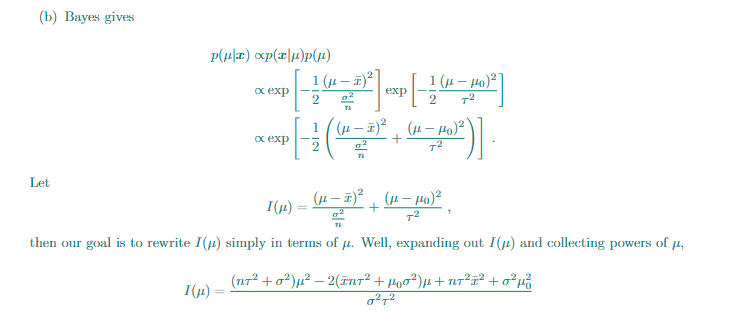 (b) Bayes gives
p(μ|x) ∝p(x|μ)p(μ)
∝ exp [−1/2 (μ − x̄)²/(σ²/n)] exp [−1/2 (μ − μ₀)²/τ²]
∝ exp [−1/2 ((μ − x̄)²/(σ²/n) + (μ − μ₀)²/τ²)] .
Let
I(μ) = (μ − x̄)²/(σ²/n) + (μ − μ₀)²/τ² ,
then our goal is to rewrite I(μ) simply in terms of μ. Well, expanding out I(μ) and collecting powers of μ,
I(μ) = ((nτ² + σ²)μ² − 2(x̄nτ² + μ₀σ²)μ + nτ²x̄² + σ²μ₀²)/(σ²τ²)